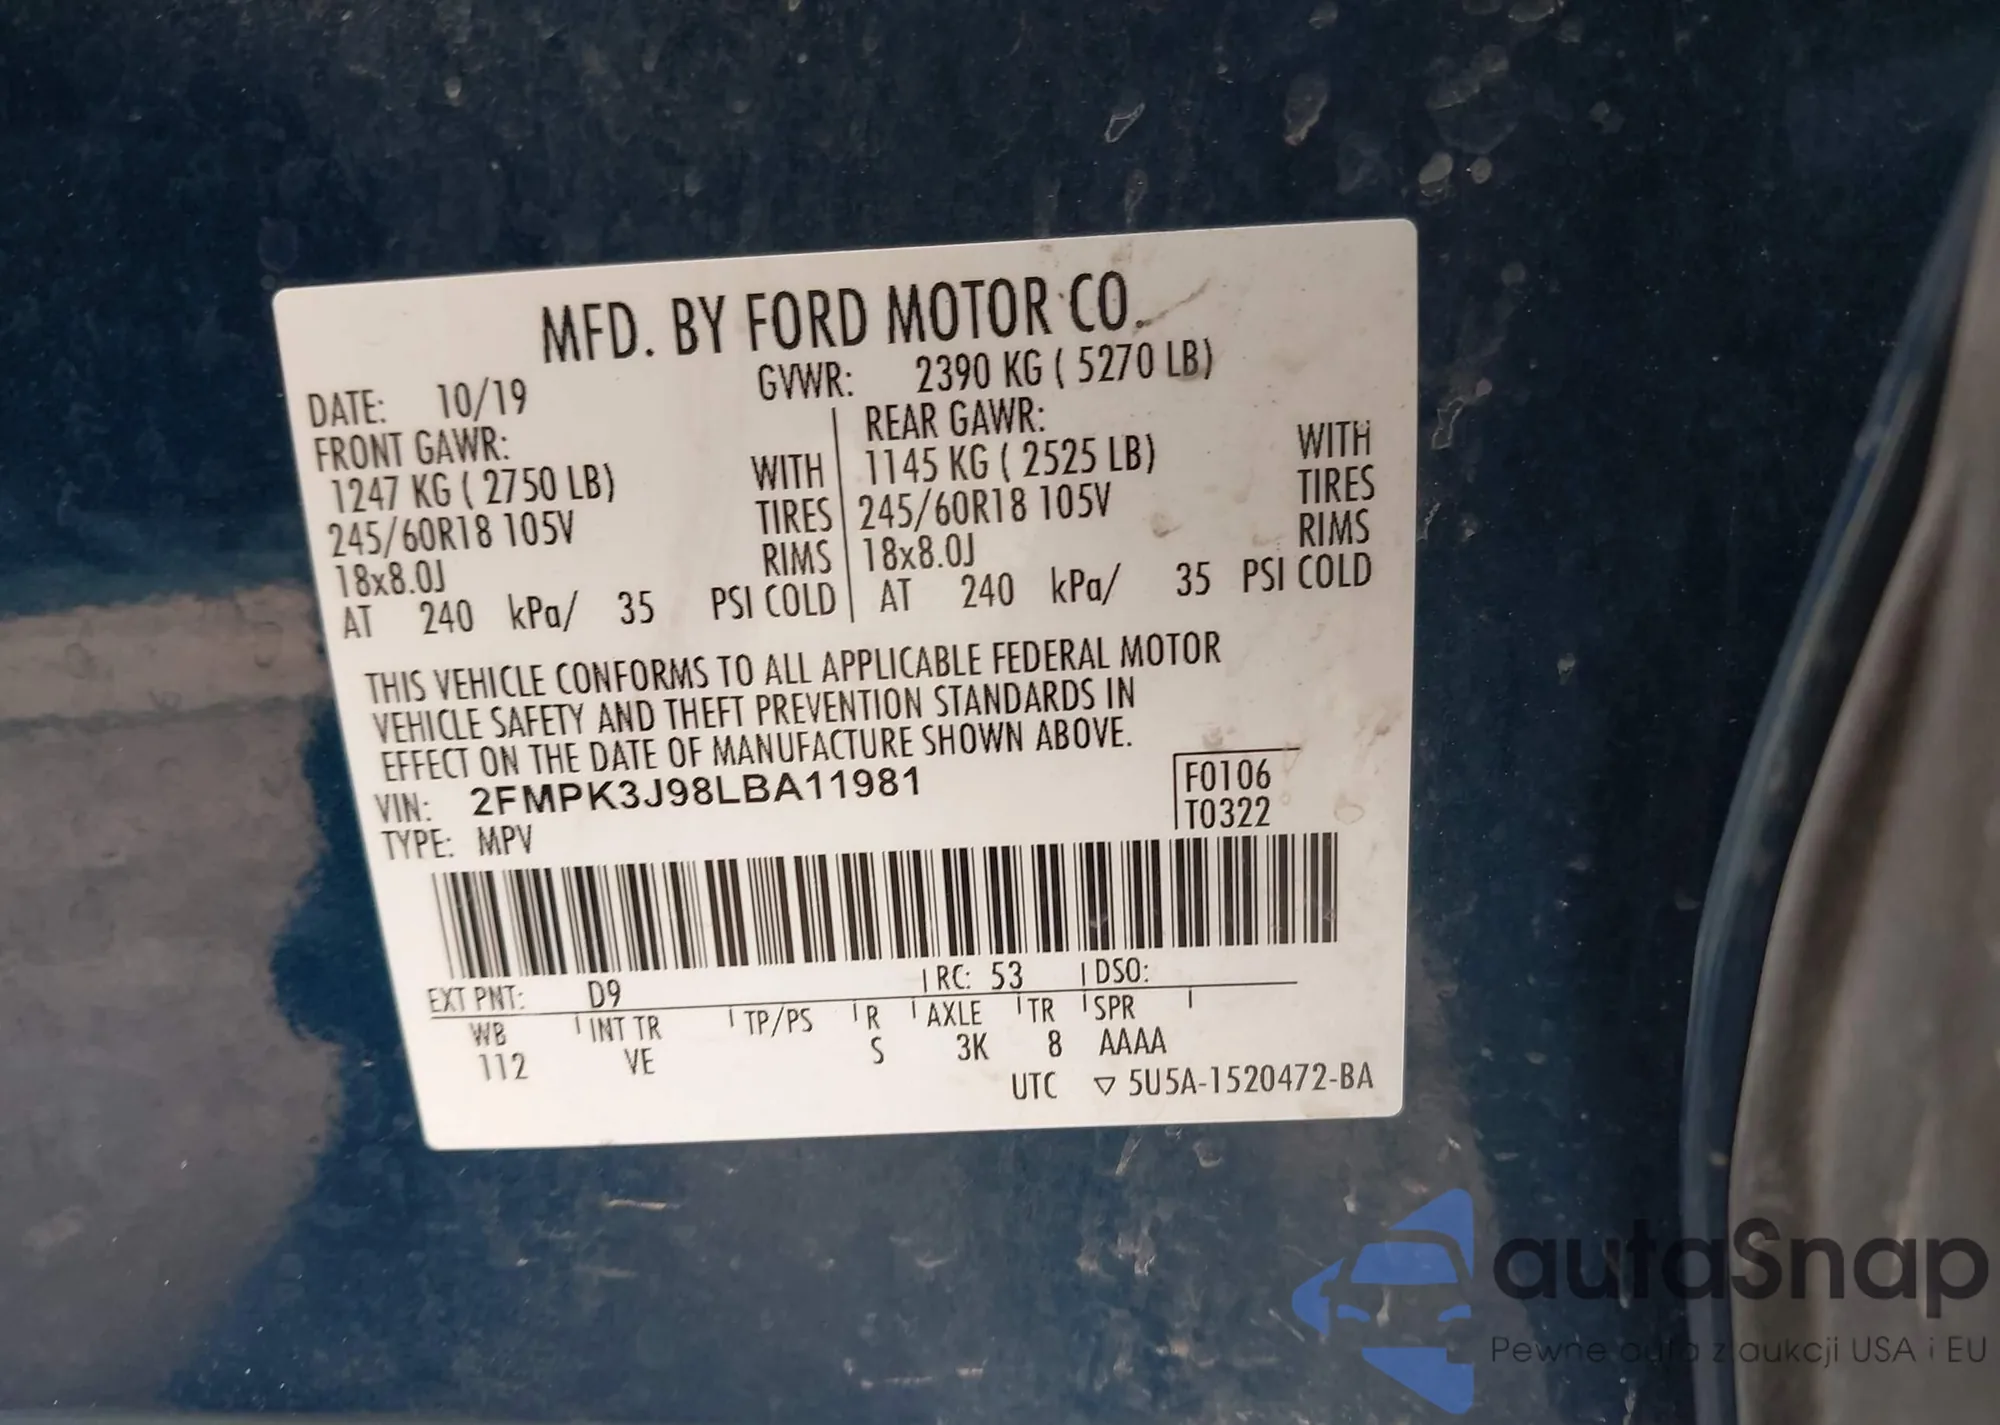 MFD. BY FORD MOTOR CO.
DATE: 10/19 GVWR: 2390 KG ( 5270 LB)
FRONT GAWR: REAR GAWR:
1247 KG ( 2750 LB) WITH 1145 KG ( 2525 LB) WITH
245/60R18 105V TIRES 245/60R18 105V TIRES
18x8.0J RIMS 18x8.0J RIMS
AT 240 kPa/ 35 PSI COLD AT 240 kPa/ 35 PSI COLD
THIS VEHICLE CONFORMS TO ALL APPLICABLE FEDERAL MOTOR
VEHICLE SAFETY AND THEFT PREVENTION STANDARDS IN
EFFECT ON THE DATE OF MANUFACTURE SHOWN ABOVE.
VIN: 2FMPK3J98LBA11981 F0106
TYPE: MPV T0322
EXT PNT: D9 RC: 53 DSO:
WB INT TR TP/PS R AXLE TR SPR
112 VE S 3K 8 AAAA
UTC ▽ 5U5A-1520472-BA
autaSnap
Pewne auta z aukcji USA i EU